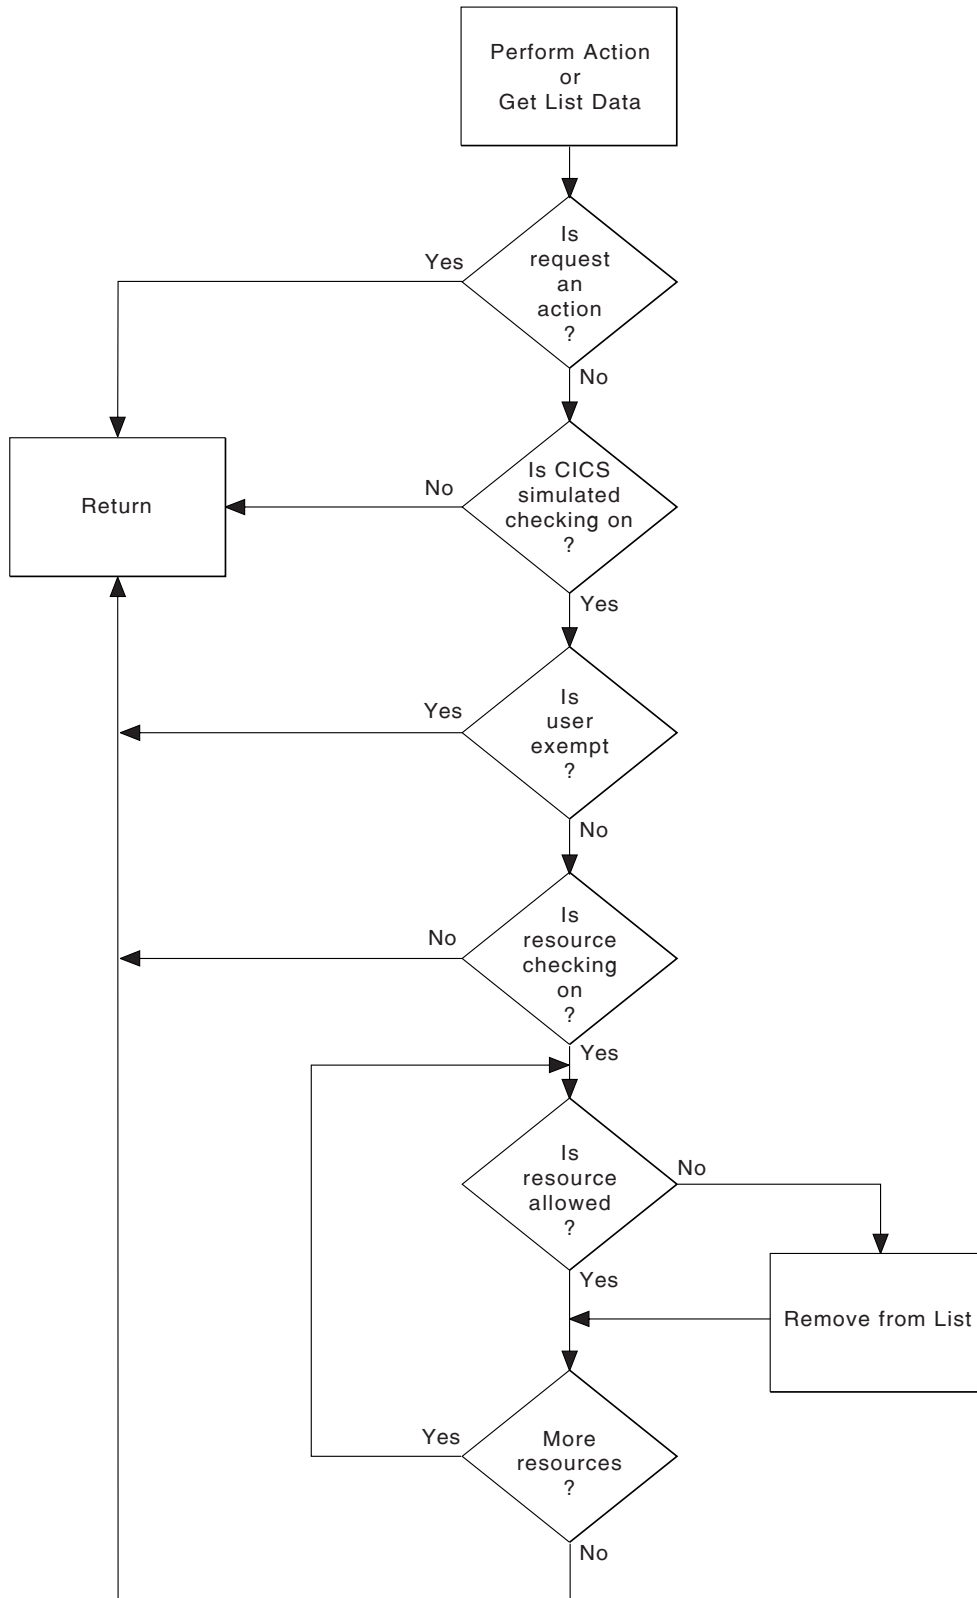 Perform Action
or
Get List Data
Is
request
an
action
?
Yes
No
Return
Is CICS
simulated
checking on
?
No
Yes
Is
user
exempt
?
Yes
No
Is
resource
checking
on
?
No
Yes
Is
resource
allowed
?
No
Yes
Remove from List
More
resources
?
Yes
No